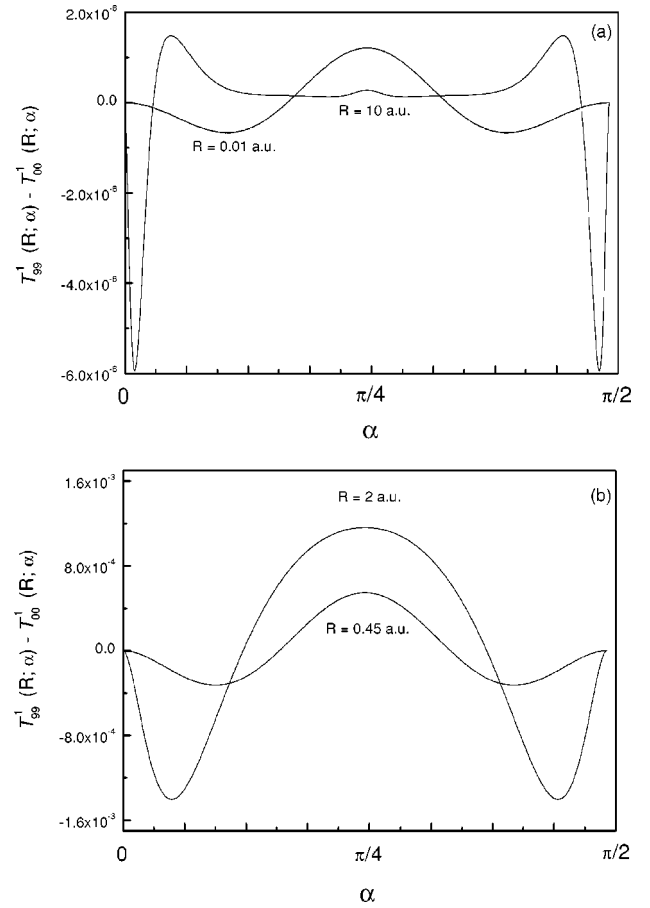 (a)
2.0x10⁻⁶
0.0
-2.0x10⁻⁶
-4.0x10⁻⁶
-6.0x10⁻⁶
T¹₉₉ (R; α) - T¹₀₀ (R; α)
R = 10 a.u.
R = 0.01 a.u.
0 π/4 π/2
α
(b)
1.6x10⁻³
8.0x10⁻⁴
0.0
-8.0x10⁻⁴
-1.6x10⁻³
T¹₉₉ (R; α) - T¹₀₀ (R; α)
R = 2 a.u.
R = 0.45 a.u.
0 π/4 π/2
α